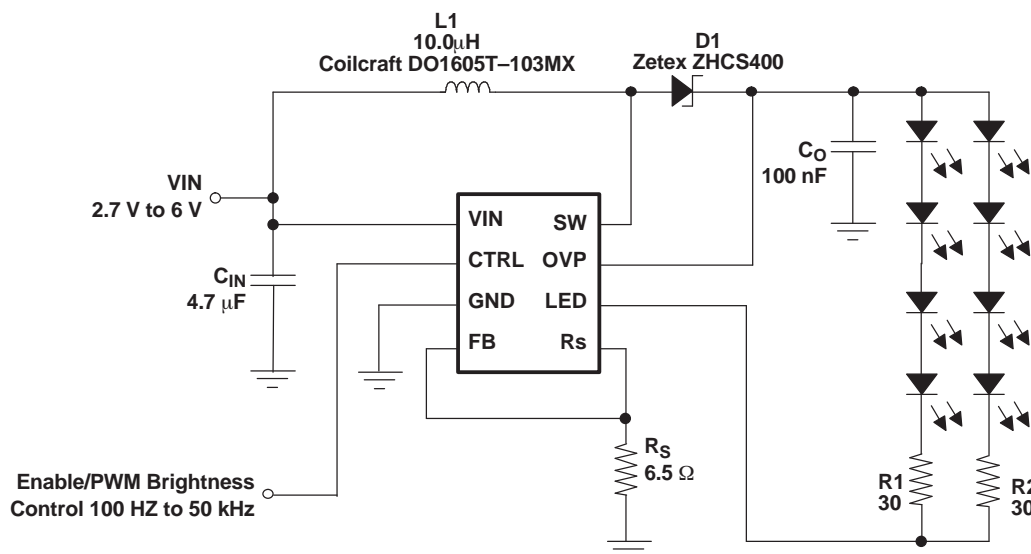 L1
10.0μH
Coilcraft DO1605T–103MX
D1
Zetex ZHCS400
VIN
2.7 V to 6 V
CIN
4.7 μF
VIN
CTRL
GND
FB
SW
OVP
LED
Rs
CO
100 nF
RS
6.5 Ω
R1
30
R2
30
Enable/PWM Brightness
Control 100 HZ to 50 kHz